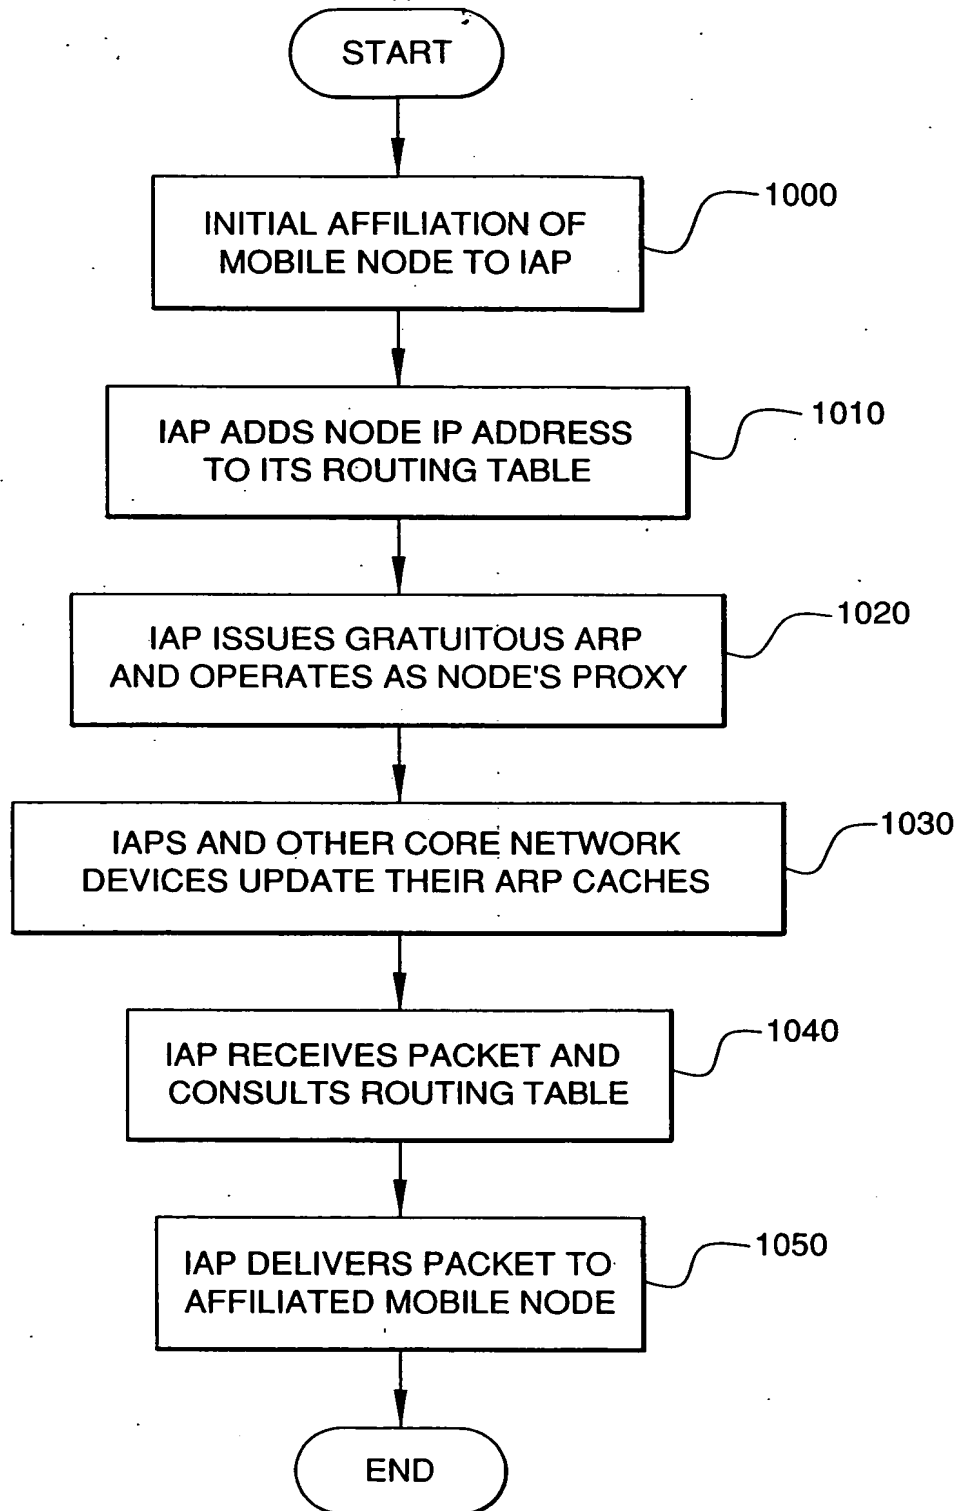 START
INITIAL AFFILIATION OF
MOBILE NODE TO IAP
1000
IAP ADDS NODE IP ADDRESS
TO ITS ROUTING TABLE
1010
IAP ISSUES GRATUITOUS ARP
AND OPERATES AS NODE'S PROXY
1020
IAPS AND OTHER CORE NETWORK
DEVICES UPDATE THEIR ARP CACHES
1030
IAP RECEIVES PACKET AND
CONSULTS ROUTING TABLE
1040
IAP DELIVERS PACKET TO
AFFILIATED MOBILE NODE
1050
END